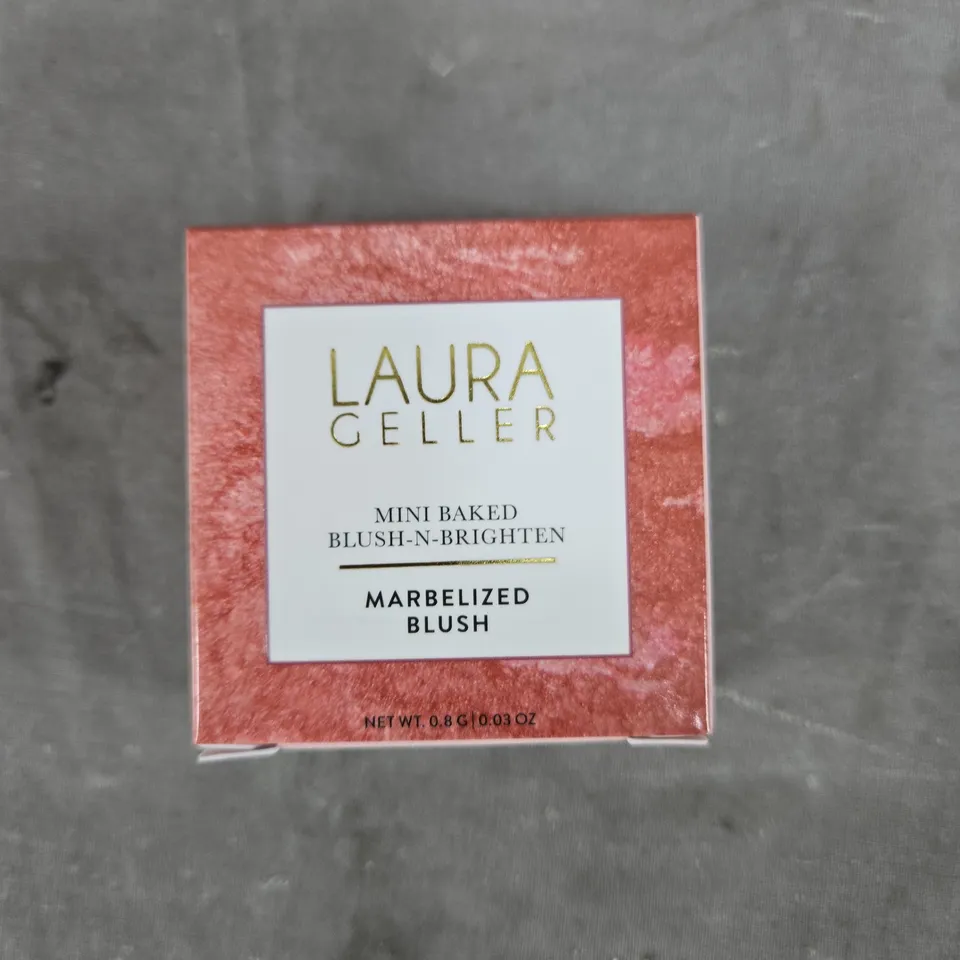 LAURA
GELLER
MINI BAKED
BLUSH-N-BRIGHTEN
MARBELIZED
BLUSH
NET WT. 0.8 G | 0.03 OZ